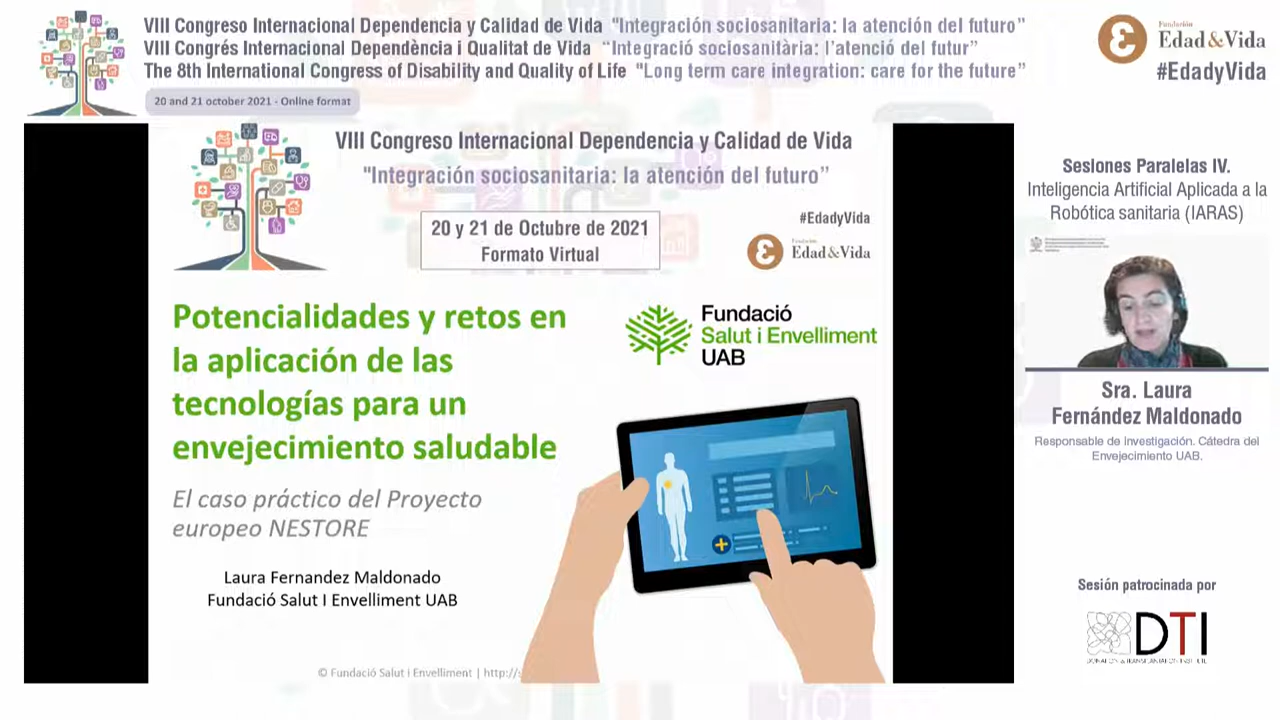 VIII Congreso Internacional Dependencia y Calidad de Vida "Integración sociosanitaria: la atención del futuro"
VIII Congrés Internacional Dependència i Qualitat de Vida "Integració sociosanitària: l'atenció del futur"
The 8th International Congress of Disability and Quality of Life "Long term care integration: care for the future"
20 and 21 october 2021 - Online format
Fundación
Edad&Vida
#EdadyVida
VIII Congreso Internacional Dependencia y Calidad de Vida
"Integración sociosanitaria: la atención del futuro"
20 y 21 de Octubre de 2021
Formato Virtual
#EdadyVida
Fundación
Edad&Vida
Potencialidades y retos en
la aplicación de las
tecnologías para un
envejecimiento saludable
Fundació
Salut i Envelliment
UAB
El caso práctico del Proyecto
europeo NESTORE
Laura Fernandez Maldonado
Fundació Salut I Envelliment UAB
© Fundació Salut i Envelliment | http:/
Sesiones Paralelas IV.
Inteligencia Artificial Aplicada a la
Robótica sanitaria (IARAS)
Sra. Laura
Fernández Maldonado
Responsable de Investigación. Cátedra del
Envejecimiento UAB.
Sesión patrocinada por
DTI
DONATION & TRANSPLANTATION INSTITUTE